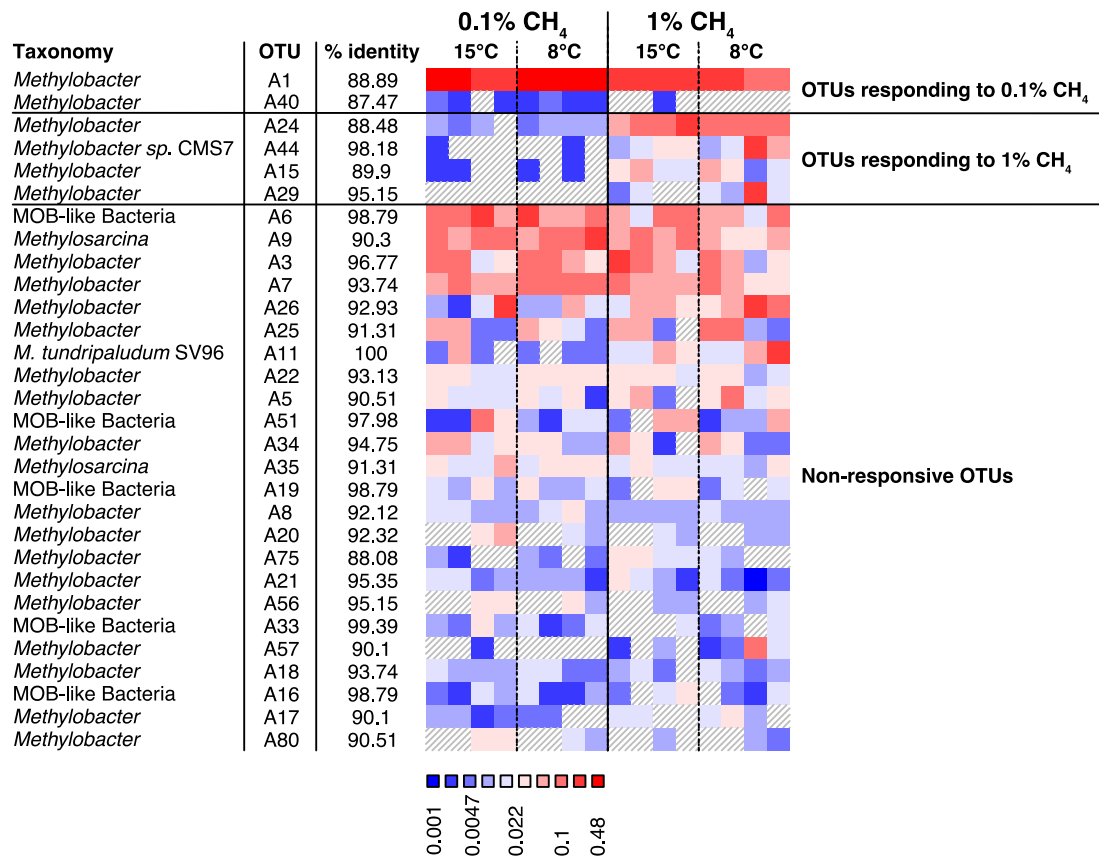 0.1% CH4 1% CH4
Taxonomy OTU % identity 15°C 8°C 15°C 8°C
Methylobacter A1 88.89
OTUs responding to 0.1% CH4
Methylobacter A40 87.47
Methylobacter A24 88.48
Methylobacter sp. CMS7 A44 98.18
OTUs responding to 1% CH4
Methylobacter A15 89.9
Methylobacter A29 95.15
MOB-like Bacteria A6 98.79
Methylosarcina A9 90.3
Methylobacter A3 96.77
Methylobacter A7 93.74
Methylobacter A26 92.93
Methylobacter A25 91.31
M. tundripaludum SV96 A11 100
Methylobacter A22 93.13
Methylobacter A5 90.51
MOB-like Bacteria A51 97.98
Methylobacter A34 94.75
Methylosarcina A35 91.31
Non-responsive OTUs
MOB-like Bacteria A19 98.79
Methylobacter A8 92.12
Methylobacter A20 92.32
Methylobacter A75 88.08
Methylobacter A21 95.35
Methylobacter A56 95.15
MOB-like Bacteria A33 99.39
Methylobacter A57 90.1
Methylobacter A18 93.74
MOB-like Bacteria A16 98.79
Methylobacter A17 90.1
Methylobacter A80 90.51
0.001 0.0047 0.022 0.1 0.48